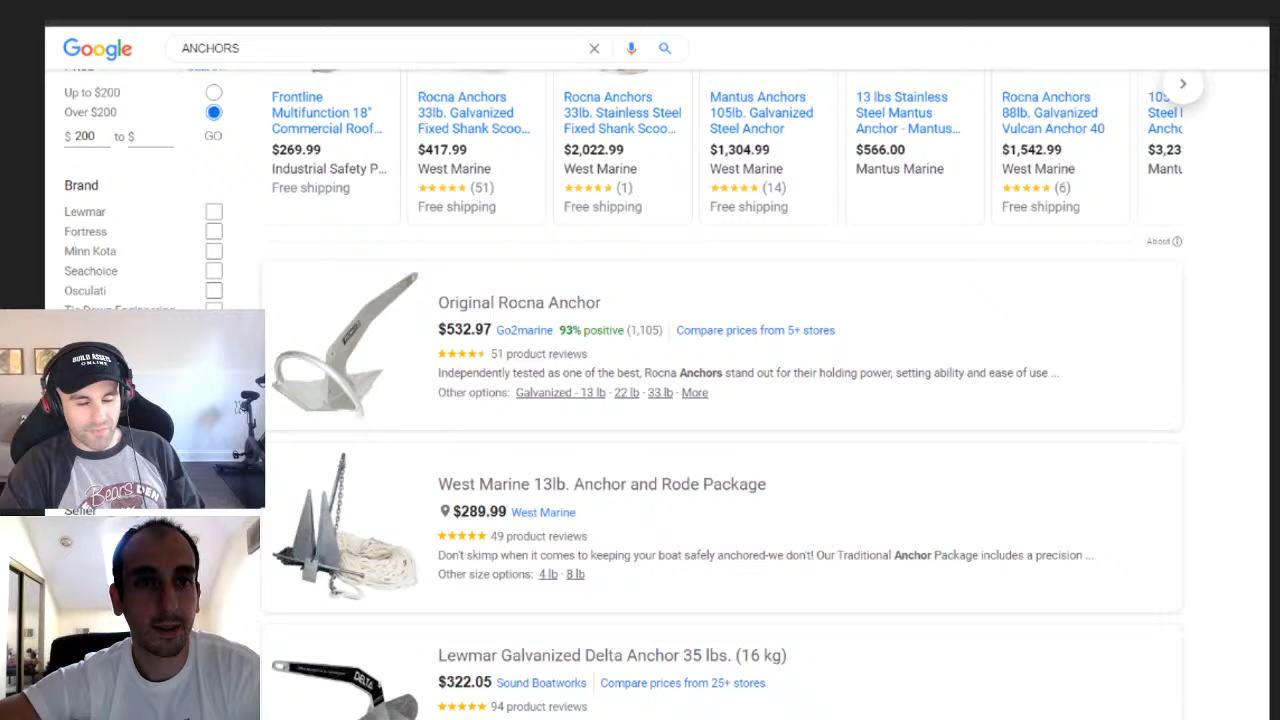 Google
ANCHORS
Up to $200
Over $200
$ 200 to $
GO
Brand
Lewmar
Fortress
Minn Kota
Seachoice
Osculati
Frontline
Multifunction 18"
Commercial Roof...
$269.99
Industrial Safety P...
Free shipping
Rocna Anchors
33lb. Galvanized
Fixed Shank Scoo...
$417.99
West Marine
(51)
Free shipping
Rocna Anchors
33lb. Stainless Steel
Fixed Shank Scoo...
$2,022.99
West Marine
(1)
Free shipping
Mantus Anchors
105lb. Galvanized
Steel Anchor
$1,304.99
West Marine
(14)
Free shipping
13 lbs Stainless
Steel Mantus
Anchor - Mantus...
$566.00
Mantus Marine
Rocna Anchors
88lb. Galvanized
Vulcan Anchor 40
$1,542.99
West Marine
(6)
Free shipping
$3,23
About
Original Rocna Anchor
$532.97 Go2marine 93% positive (1,105) Compare prices from 5+ stores
51 product reviews
Independently tested as one of the best, Rocna Anchors stand out for their holding power, setting ability and ease of use ...
Other options: Galvanized - 13 lb · 22 lb · 33 lb · More
West Marine 13lb. Anchor and Rode Package
$289.99 West Marine
49 product reviews
Don't skimp when it comes to keeping your boat safely anchored-we don't! Our Traditional Anchor Package includes a precision ...
Other size options: 4 lb · 8 lb
Lewmar Galvanized Delta Anchor 35 lbs. (16 kg)
$322.05 Sound Boatworks Compare prices from 25+ stores
94 product reviews
DELTA
BUILD ASSETS
ONLINE
Bears DEN
Seller